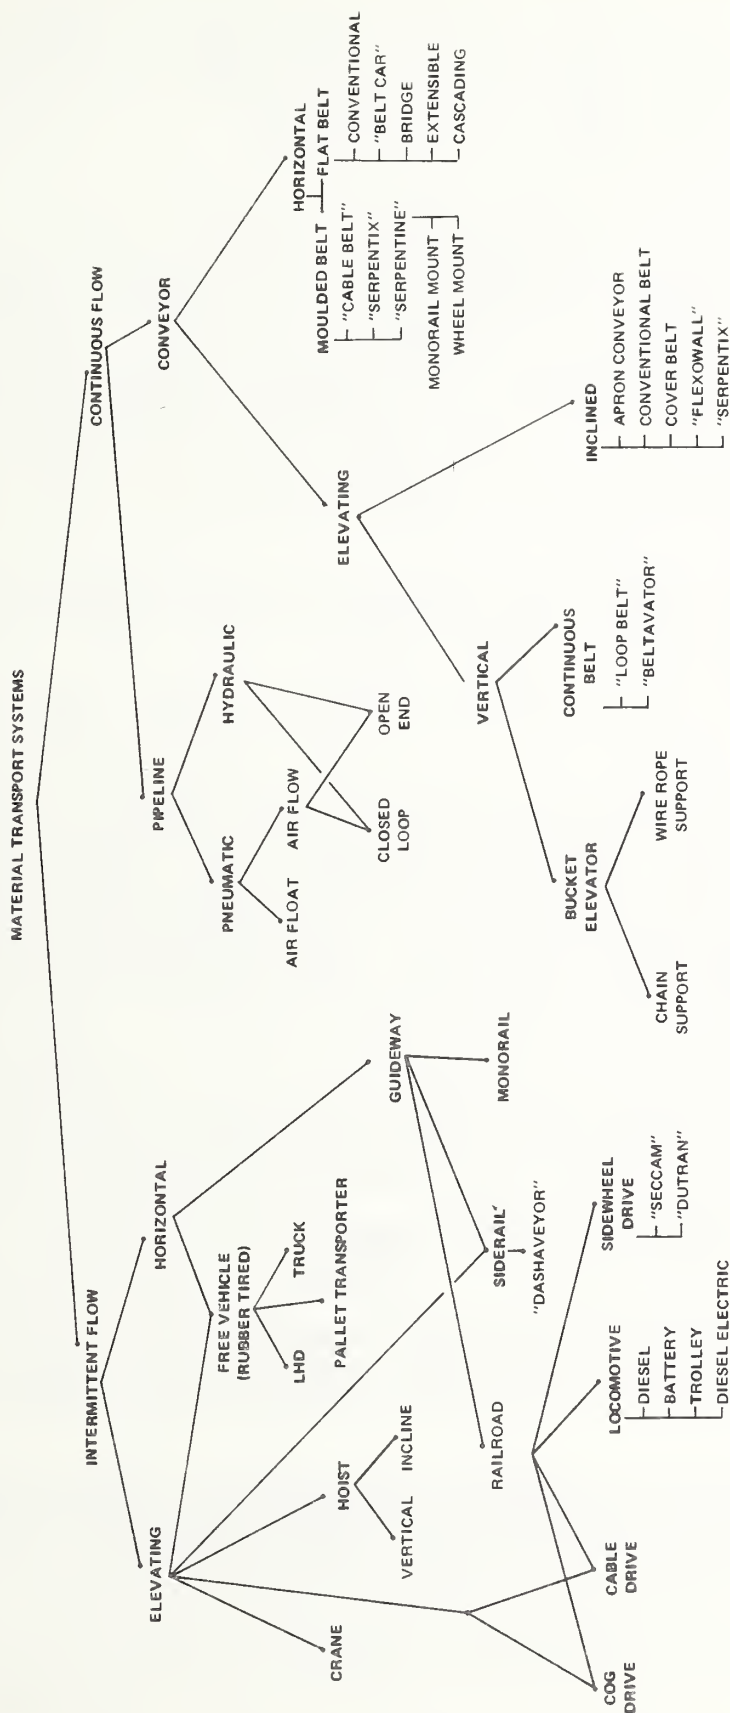 MATERIAL TRANSPORT SYSTEMS
INTERMITTENT FLOW
CONTINUOUS FLOW
ELEVATING
HORIZONTAL
PIPELINE
CONVEYOR
FREE VEHICLE
(RUBBER TIRED)
PNEUMATIC
HYDRAULIC
LHD
TRUCK
PALLET TRANSPORTER
AIR FLOAT
AIR FLOW
HORIZONTAL
MOULDED BELT
FLAT BELT
"CABLE BELT"
"SERPENTIX"
"SERPENTINE"
MONORAIL MOUNT
WHEEL MOUNT
CONVENTIONAL
"BELT CAR"
BRIDGE
EXTENSIBLE
CASCADING
CRANE
HOIST
VERTICAL
INCLINE
GUIDEWAY
CLOSED
LOOP
OPEN
END
ELEVATING
RAILROAD
SIDERAIL
"DASHAVEYOR"
MONORAIL
VERTICAL
INCLINED
APRON CONVEYOR
CONVENTIONAL BELT
COVER BELT
"FLEXOWALL"
"SERPENTIX"
COG
DRIVE
CABLE
DRIVE
LOCOMOTIVE
DIESEL
BATTERY
TROLLEY
DIESEL ELECTRIC
SIDEWHEEL
DRIVE
"SECCAM"
"DUTRAN"
BUCKET
ELEVATOR
CONTINUOUS
BELT
"LOOP BELT"
"BELTAVATOR"
CHAIN
SUPPORT
WIRE ROPE
SUPPORT